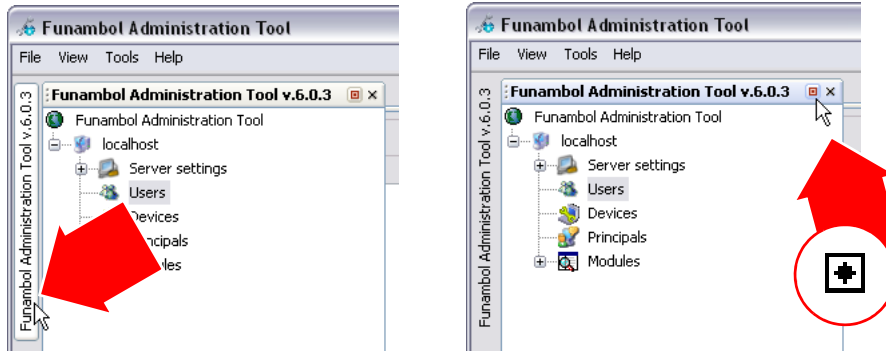 Funambol Administration Tool
File View Tools Help
Funambol Administration Tool v.6.0.3
Funambol Administration Tool v.6.0.3
Funambol Administration Tool
localhost
Server settings
Users
Devices
Funambol Administration Tool
File View Tools Help
Funambol Administration Tool v.6.0.3
Funambol Administration Tool v.6.0.3
Funambol Administration Tool
localhost
Server settings
Users
Devices
Principals
Modules